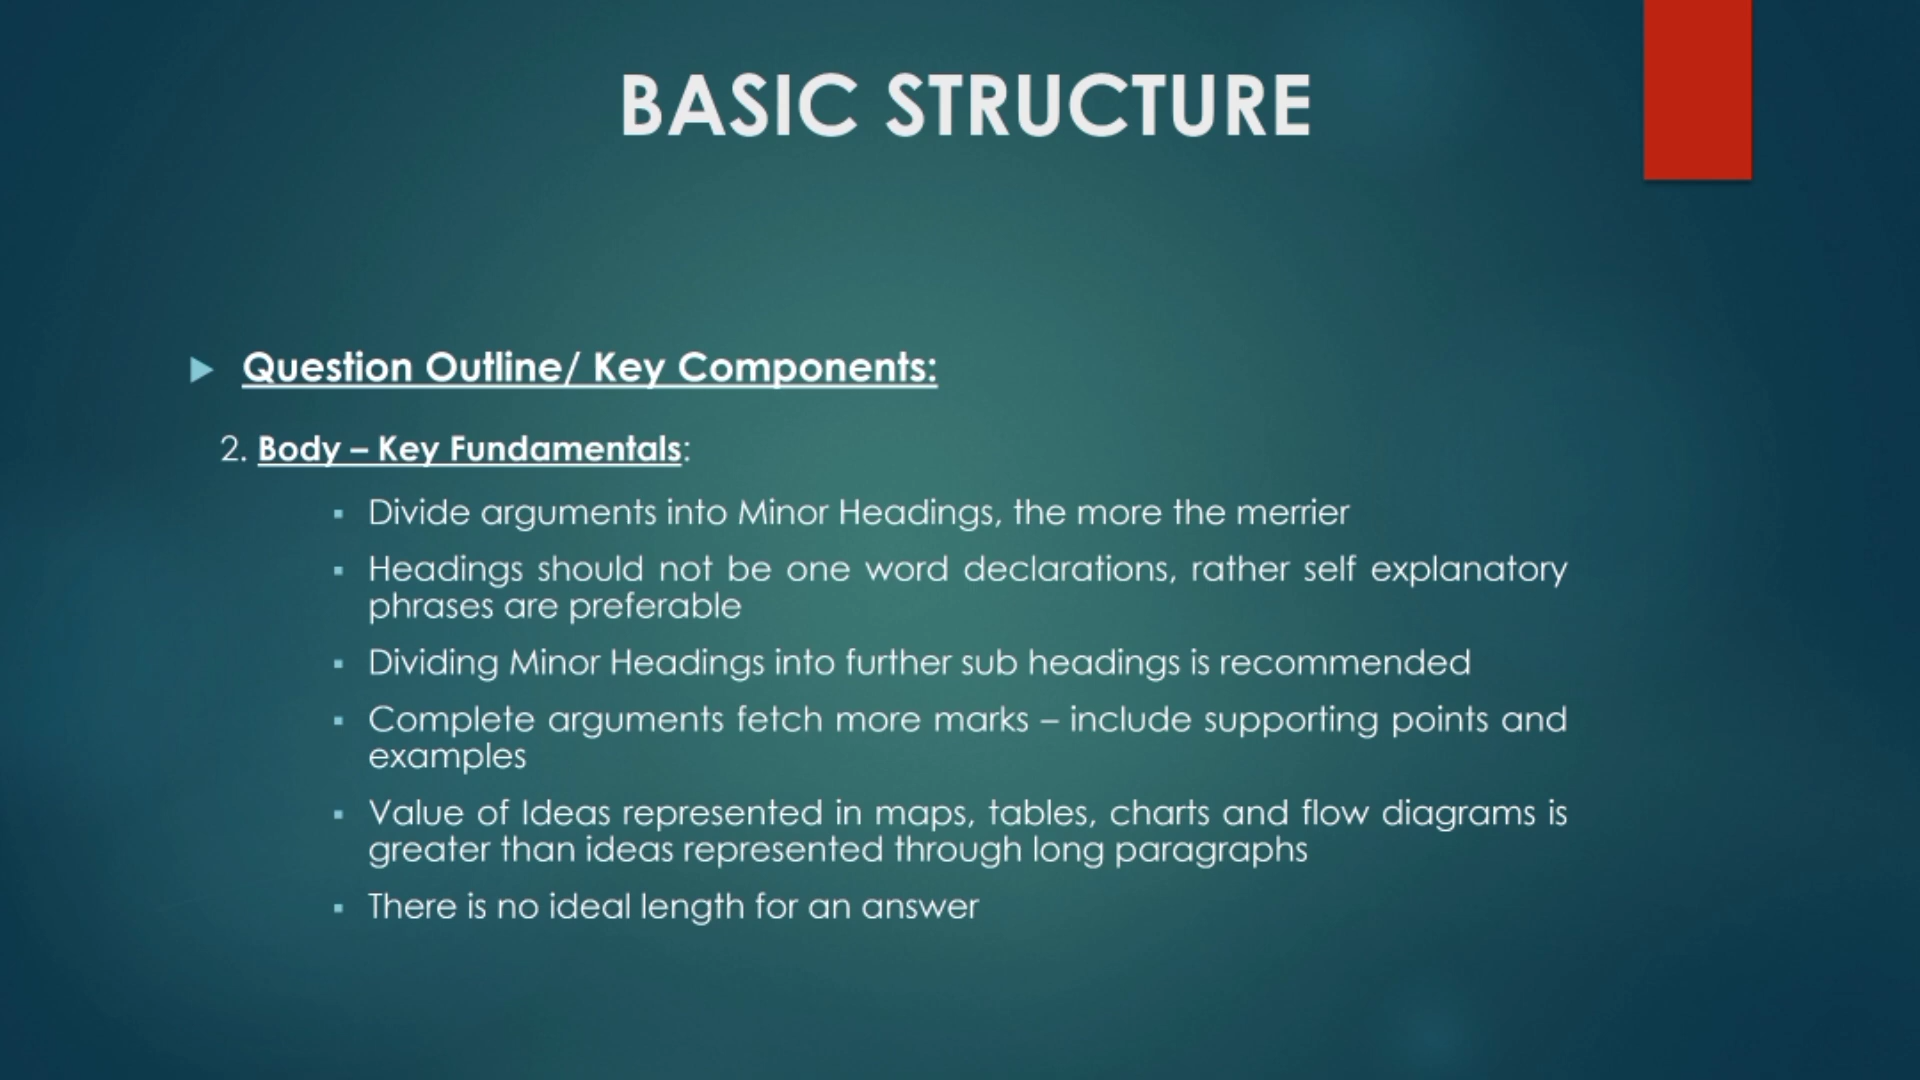 BASIC STRUCTURE
Question Outline/ Key Components:
2. Body – Key Fundamentals:
Divide arguments into Minor Headings, the more the merrier
Headings should not be one word declarations, rather self explanatory
phrases are preferable
Dividing Minor Headings into further sub headings is recommended
Complete arguments fetch more marks – include supporting points and
examples
Value of Ideas represented in maps, tables, charts and flow diagrams is
greater than ideas represented through long paragraphs
There is no ideal length for an answer